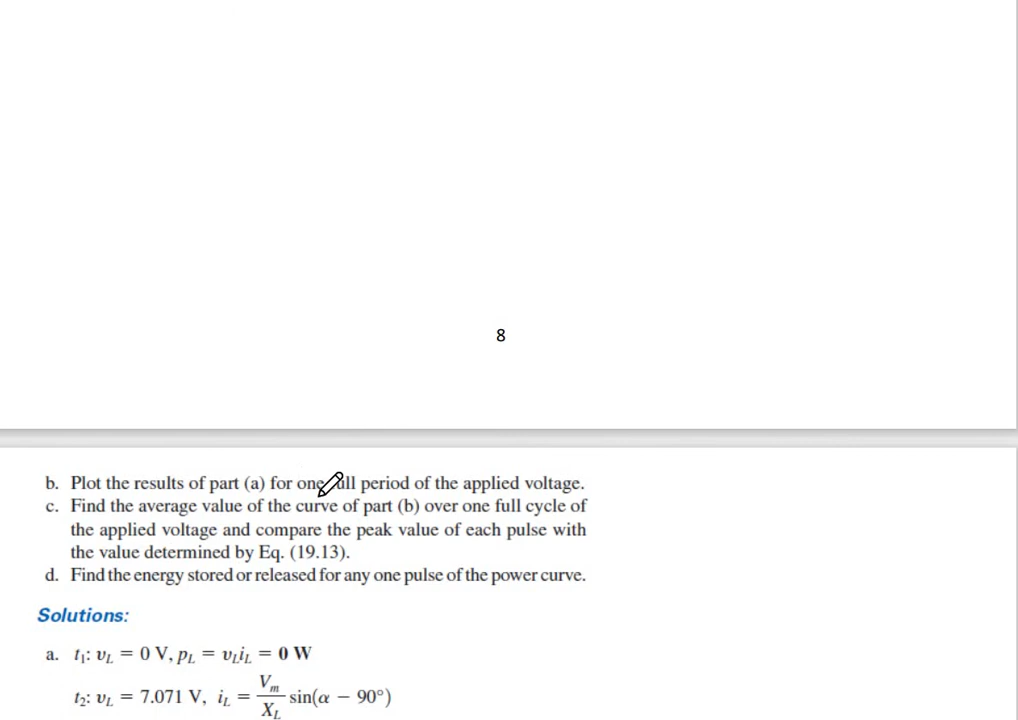 8
b. Plot the results of part (a) for one full period of the applied voltage.
c. Find the average value of the curve of part (b) over one full cycle of
the applied voltage and compare the peak value of each pulse with
the value determined by Eq. (19.13).
d. Find the energy stored or released for any one pulse of the power curve.
Solutions:
a. t₁: υ_L = 0 V, p_L = υ_L i_L = 0 W
t₂: υ_L = 7.071 V, i_L = V_m/X_L sin(α − 90°)